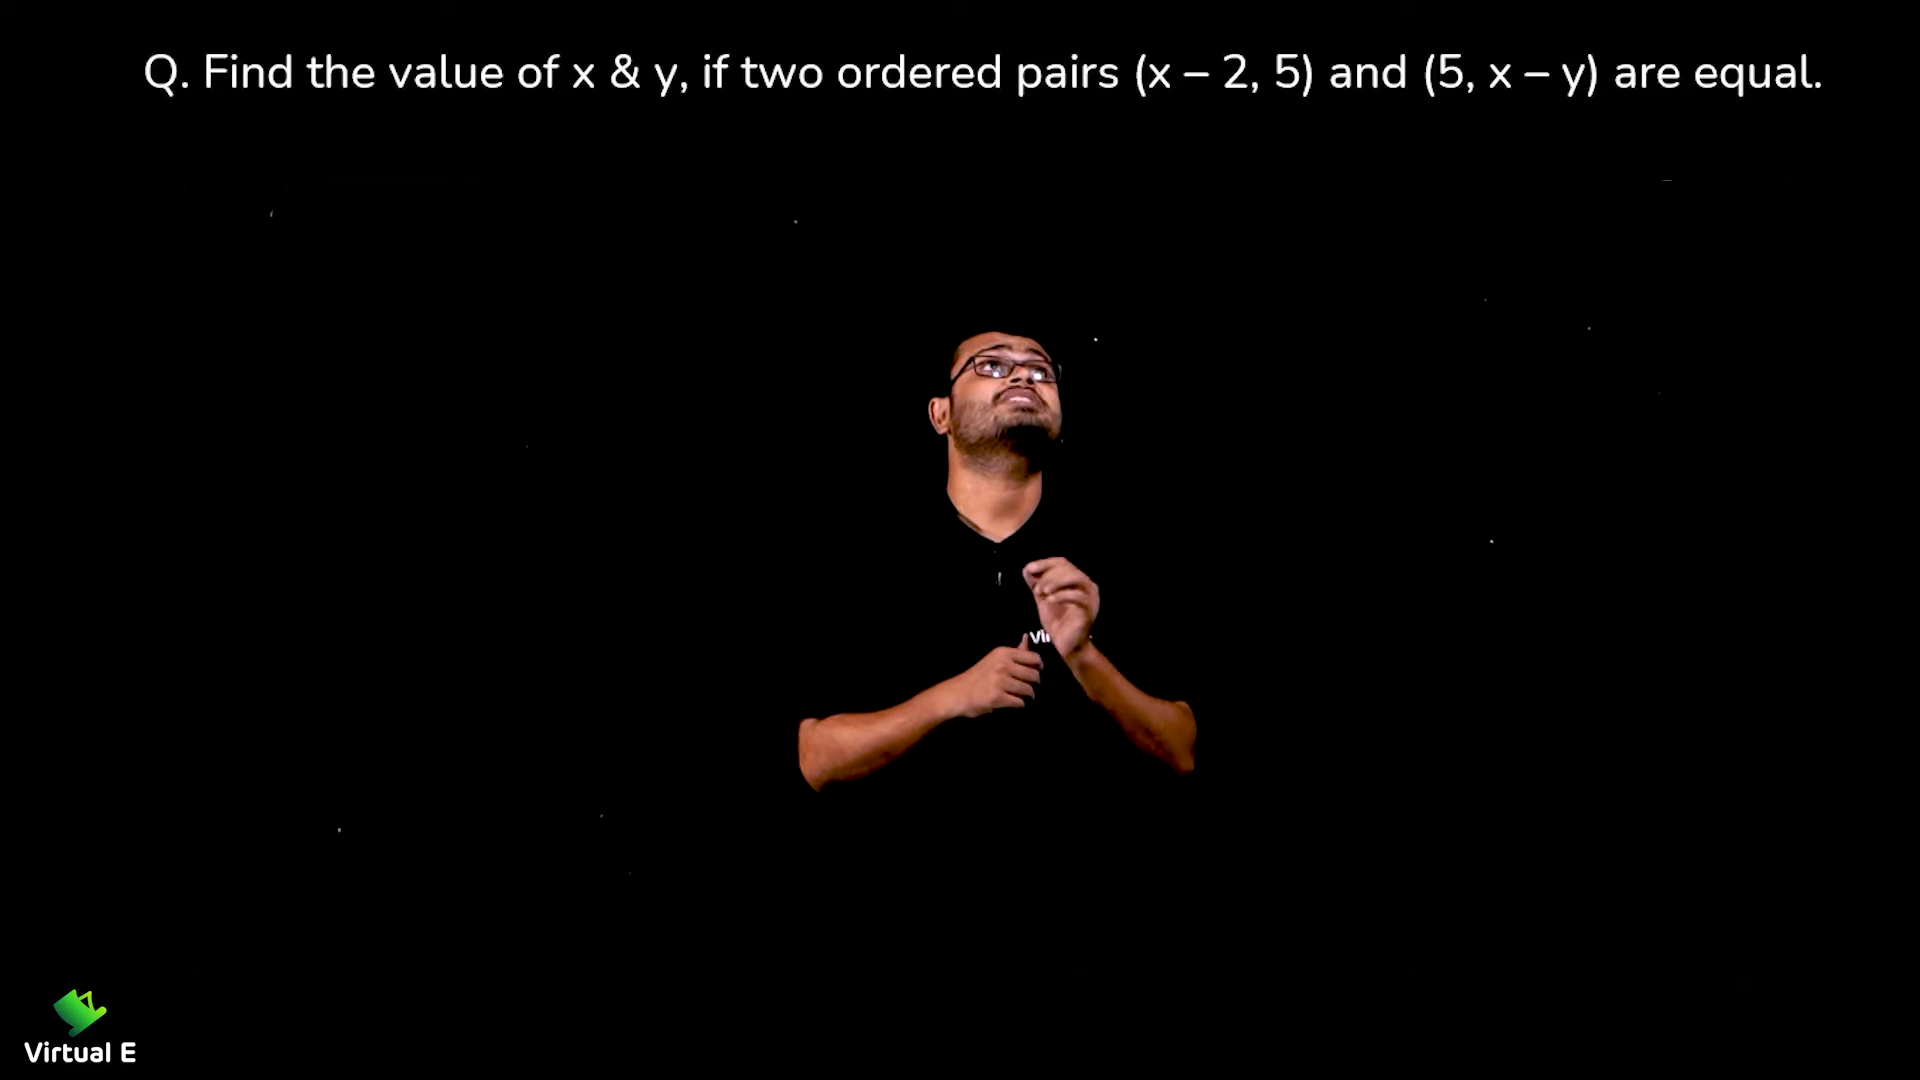 Q. Find the value of x & y, if two ordered pairs (x – 2, 5) and (5, x – y) are equal.
Virtual E